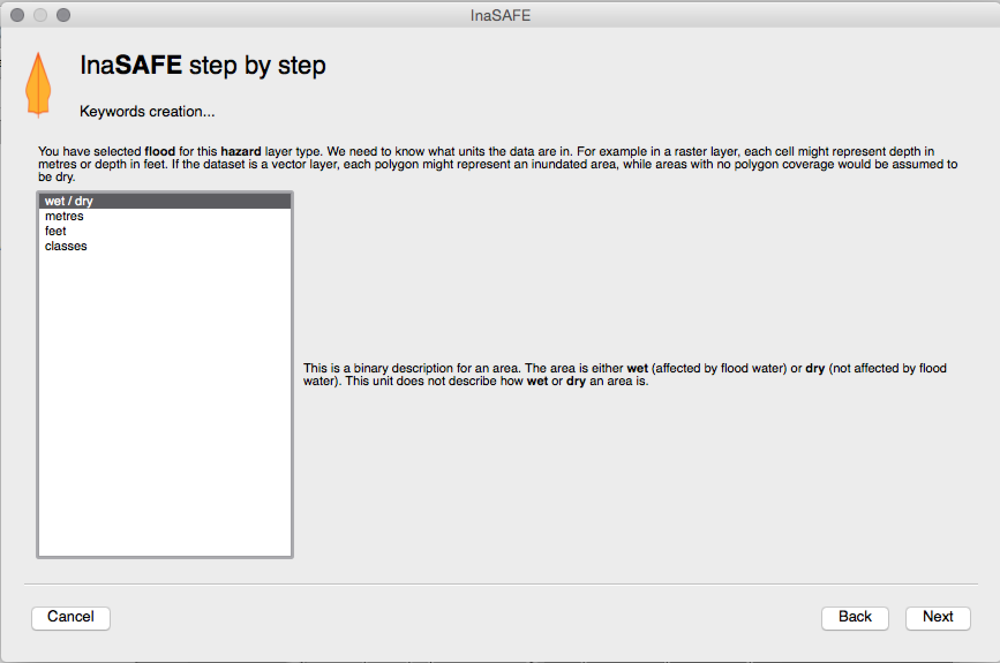 InaSAFE
InaSAFE step by step
Keywords creation...
You have selected flood for this hazard layer type. We need to know what units the data are in. For example in a raster layer, each cell might represent depth in
metres or depth in feet. If the dataset is a vector layer, each polygon might represent an inundated area, while areas with no polygon coverage would be assumed to
be dry.
wet / dry
metres
feet
classes
This is a binary description for an area. The area is either wet (affected by flood water) or dry (not affected by flood
water). This unit does not describe how wet or dry an area is.
Cancel
Back
Next